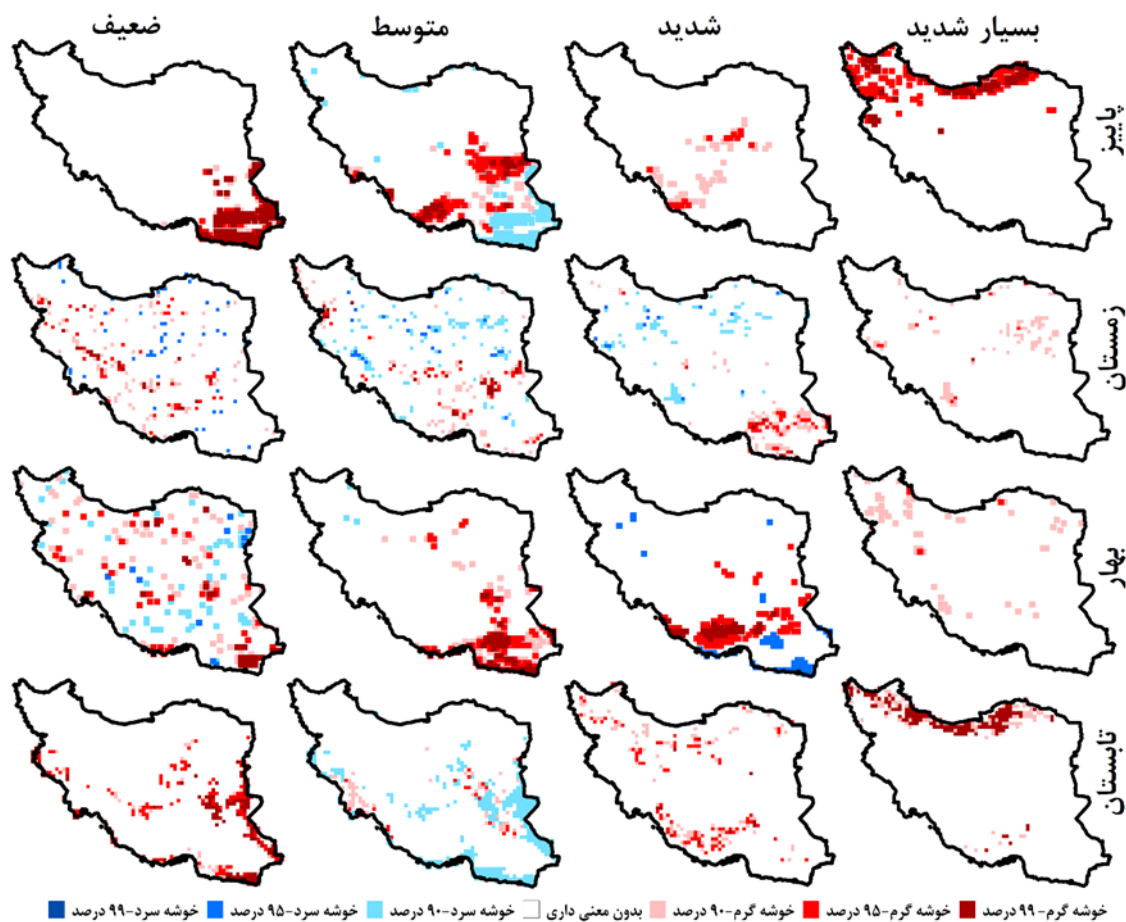 بسیار شدید
شدید
متوسط
ضعیف
پاییز
زمستان
بهار
تابستان
خوشه گرم-۹۹ درصد
خوشه گرم-۹۵ درصد
خوشه گرم-۹۰ درصد
بدون معنی داری
خوشه سرد-۹۰ درصد
خوشه سرد-۹۵ درصد
خوشه سرد-۹۹ درصد